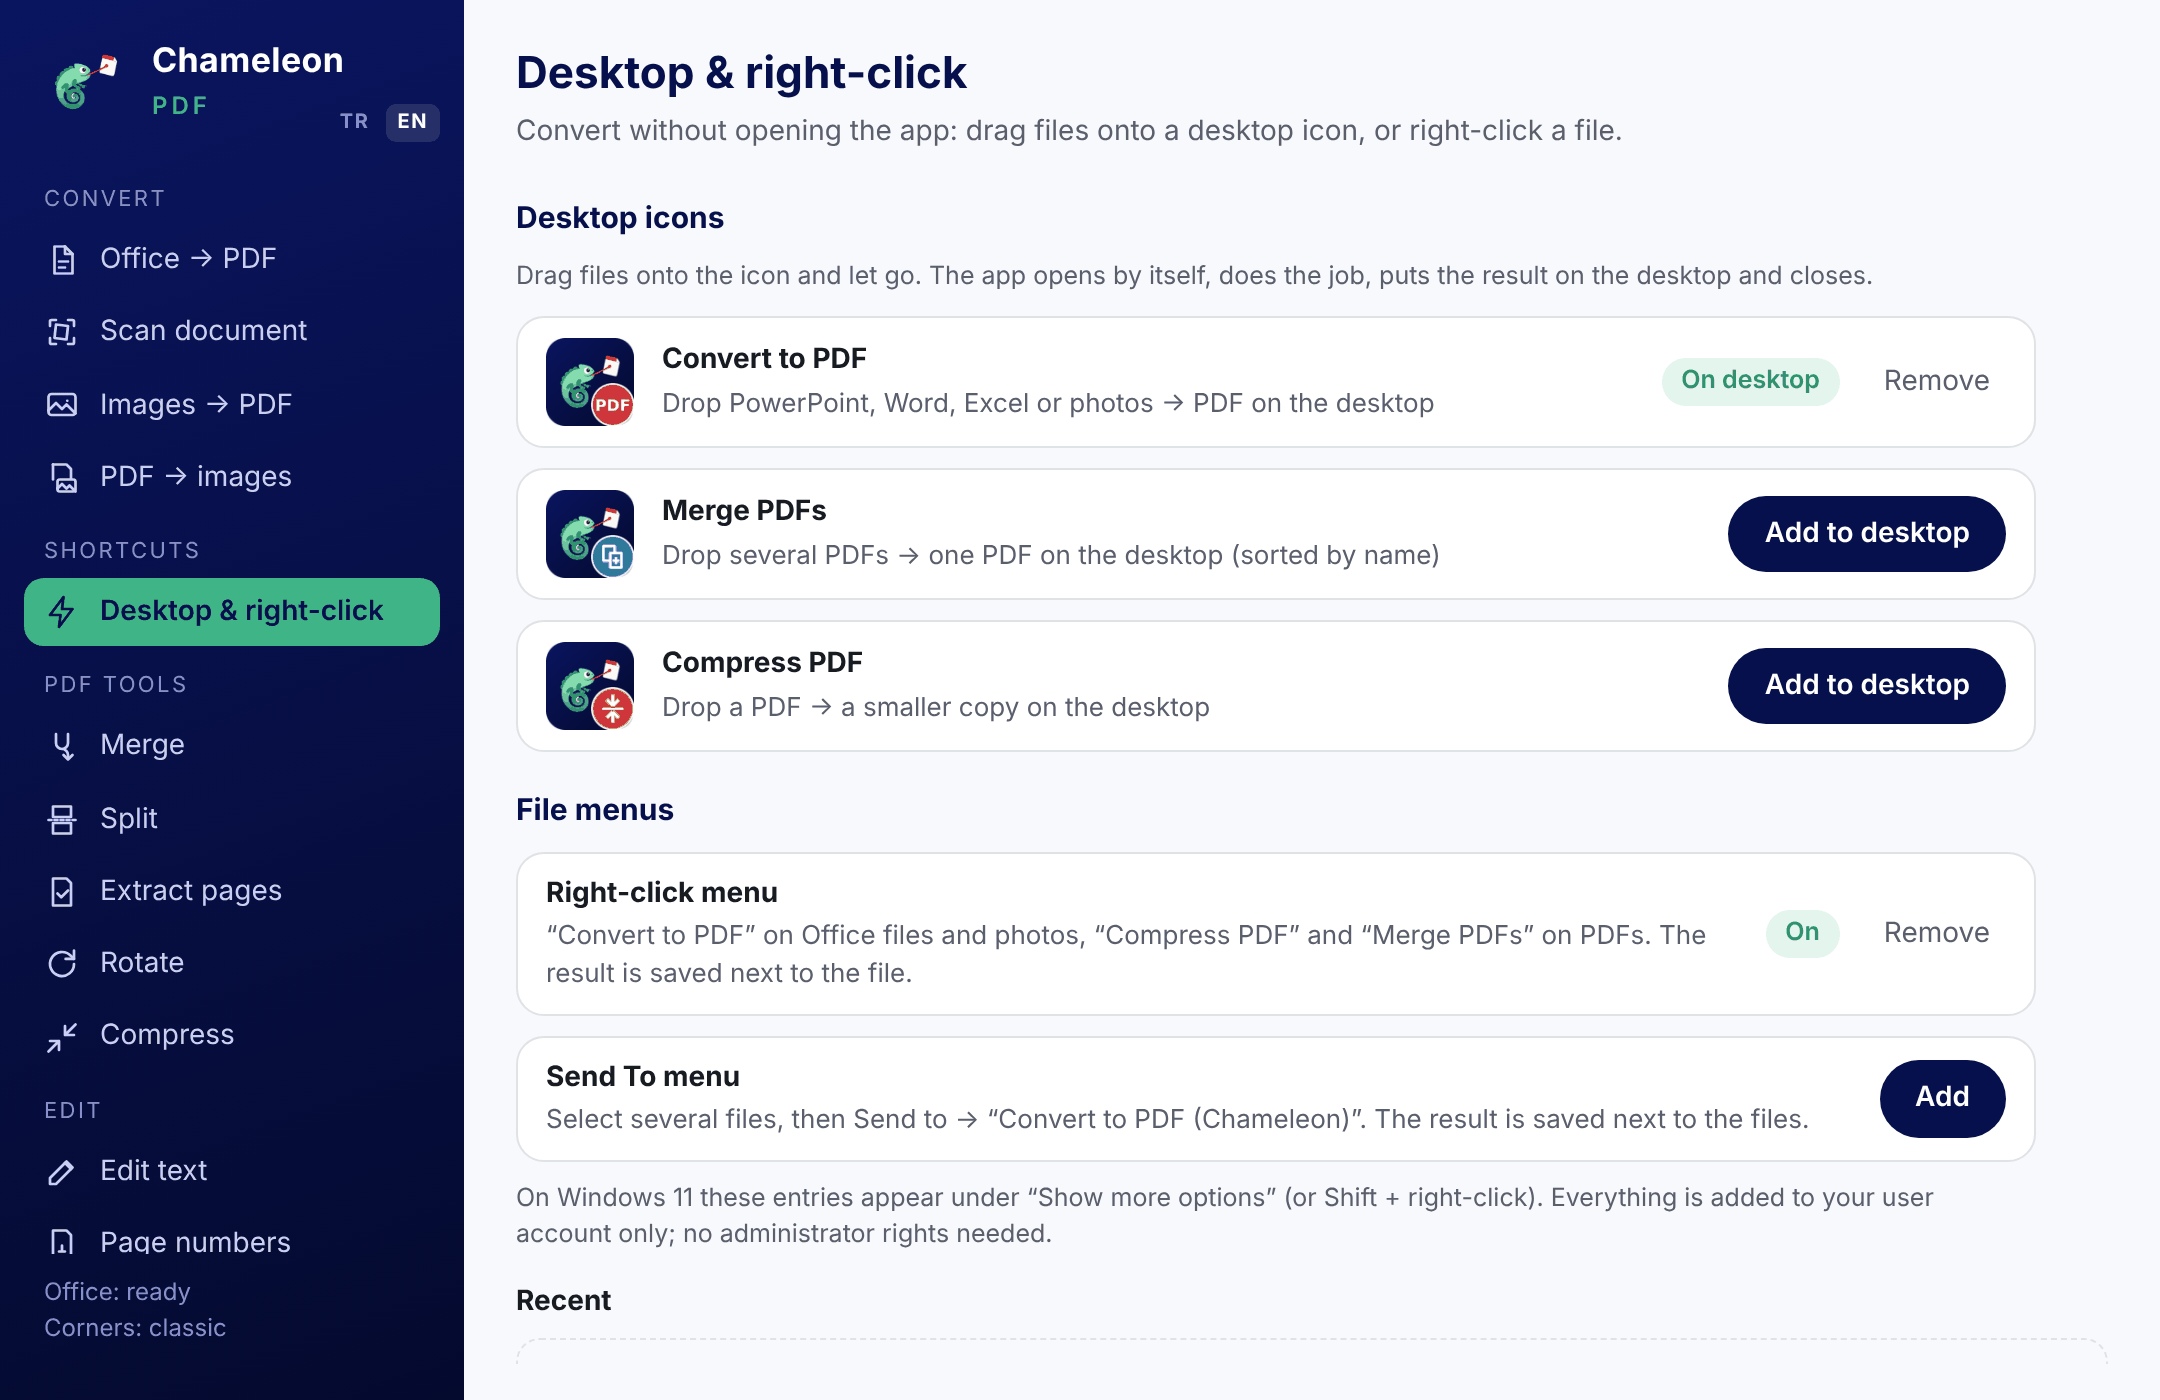 Chameleon
PDF
TR EN
CONVERT
Office → PDF
Scan document
Images → PDF
PDF → images
SHORTCUTS
Desktop & right-click
PDF TOOLS
Merge
Split
Extract pages
Rotate
Compress
EDIT
Edit text
Page numbers
Office: ready
Corners: classic
Desktop & right-click
Convert without opening the app: drag files onto a desktop icon, or right-click a file.
Desktop icons
Drag files onto the icon and let go. The app opens by itself, does the job, puts the result on the desktop and closes.
PDF
Convert to PDF
Drop PowerPoint, Word, Excel or photos → PDF on the desktop
On desktop
Remove
Merge PDFs
Drop several PDFs → one PDF on the desktop (sorted by name)
Add to desktop
Compress PDF
Drop a PDF → a smaller copy on the desktop
Add to desktop
File menus
Right-click menu
“Convert to PDF” on Office files and photos, “Compress PDF” and “Merge PDFs” on PDFs. The
result is saved next to the file.
On
Remove
Send To menu
Select several files, then Send to → “Convert to PDF (Chameleon)”. The result is saved next to the files.
Add
On Windows 11 these entries appear under “Show more options” (or Shift + right-click). Everything is added to your user
account only; no administrator rights needed.
Recent